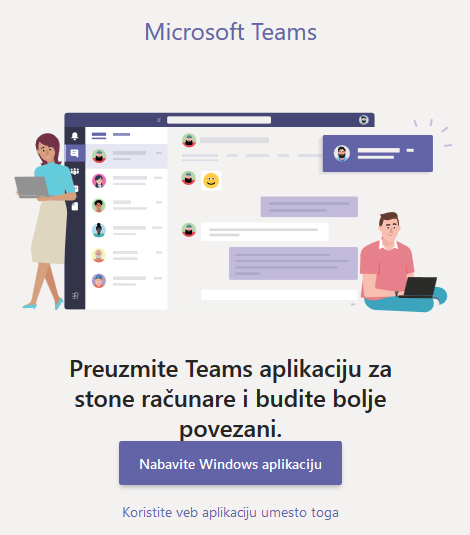 Microsoft Teams
Preuzmite Teams aplikaciju za
stone računare i budite bolje
povezani.
Nabavite Windows aplikaciju
Koristite veb aplikaciju umesto toga